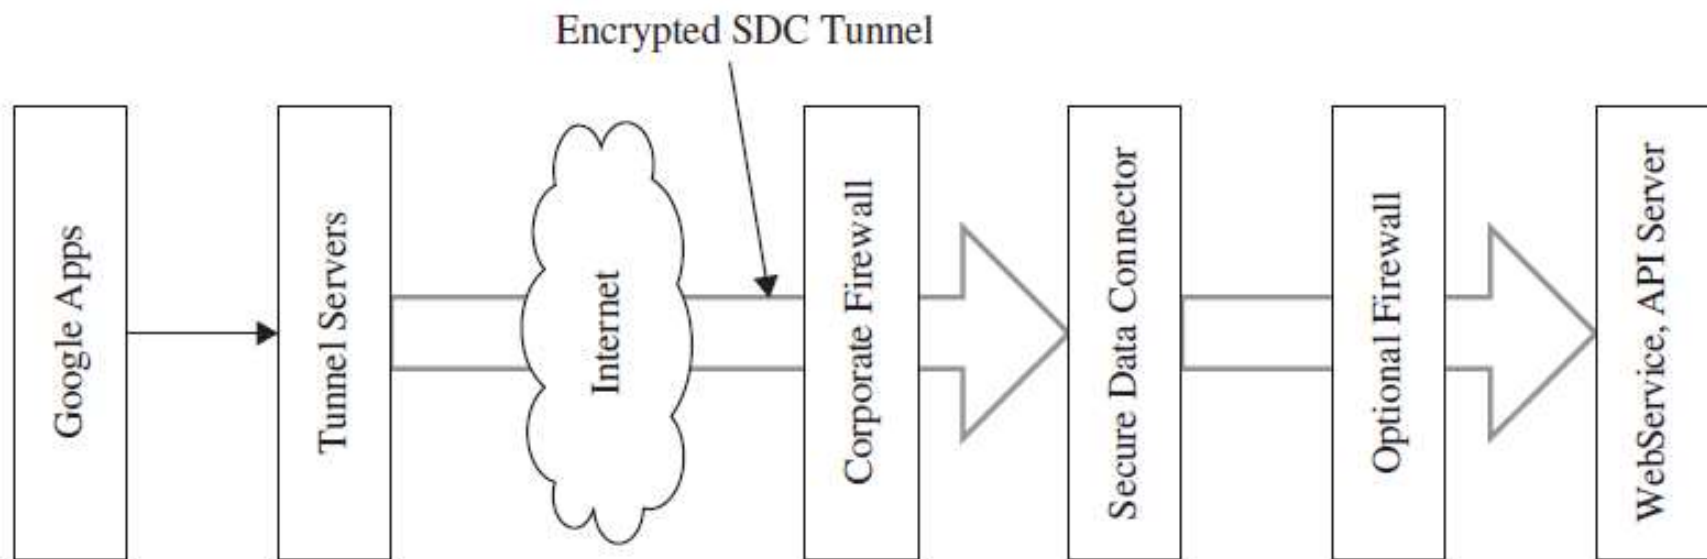 Encrypted SDC Tunnel
Google Apps
Tunnel Servers
Internet
Corporate Firewall
Secure Data Connector
Optional Firewall
WebService, API Server